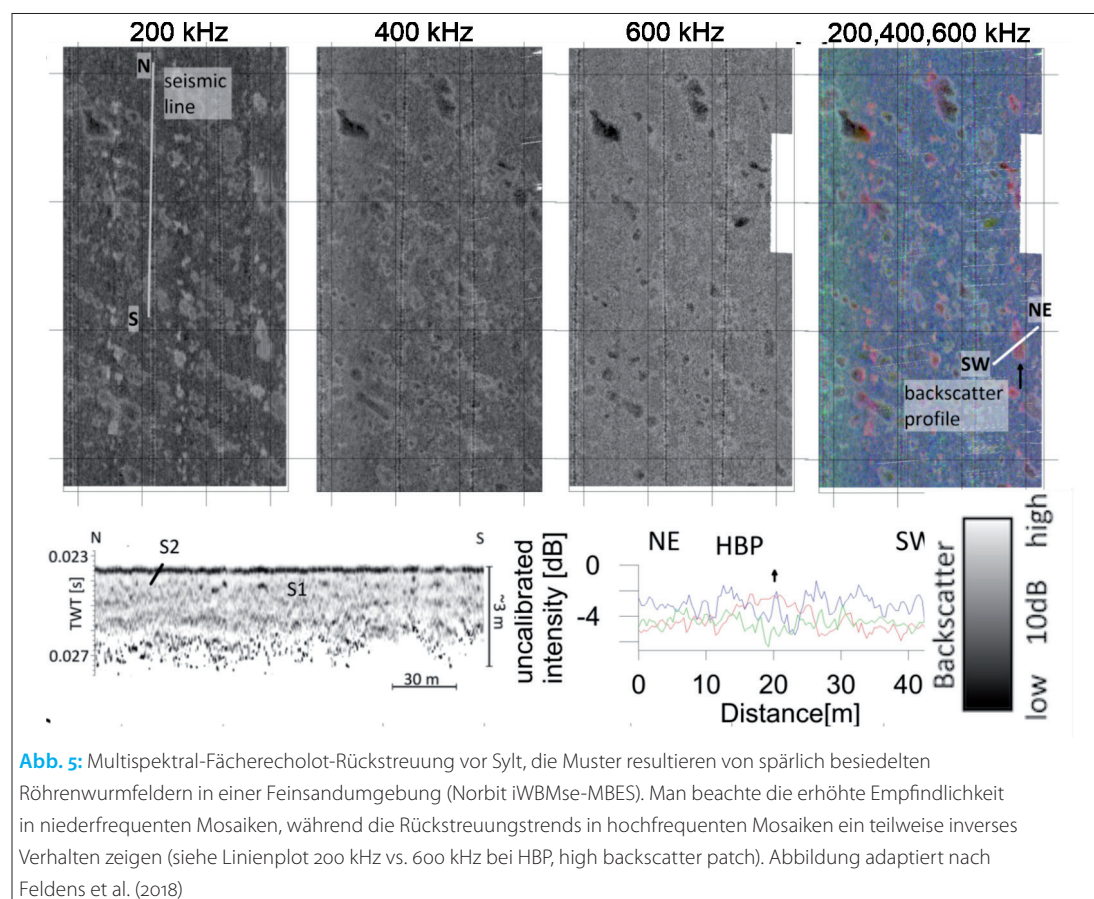 200 kHz
400 kHz
600 kHz
200,400,600 kHz
N
seismic
line
S
NE
SW
backscatter
profile
N
S
S2
S1
0.023
TWT [s]
0.027
~3 m
30 m
uncalibrated
intensity [dB]
NE
HBP
SW
0
-4
0
10
20
30
40
Distance[m]
Backscatter
low 10dB high
Abb. 5: Multispektral-Fächerecholot-Rückstreuung vor Sylt, die Muster resultieren von spärlich besiedelten
Röhrenwurmfeldern in einer Feinsandumgebung (Norbit iWBMse-MBES). Man beachte die erhöhte Empfindlichkeit
in niederfrequenten Mosaiken, während die Rückstreuungstrends in hochfrequenten Mosaiken ein teilweise inverses
Verhalten zeigen (siehe Linienplot 200 kHz vs. 600 kHz bei HBP, high backscatter patch). Abbildung adaptiert nach
Feldens et al. (2018)